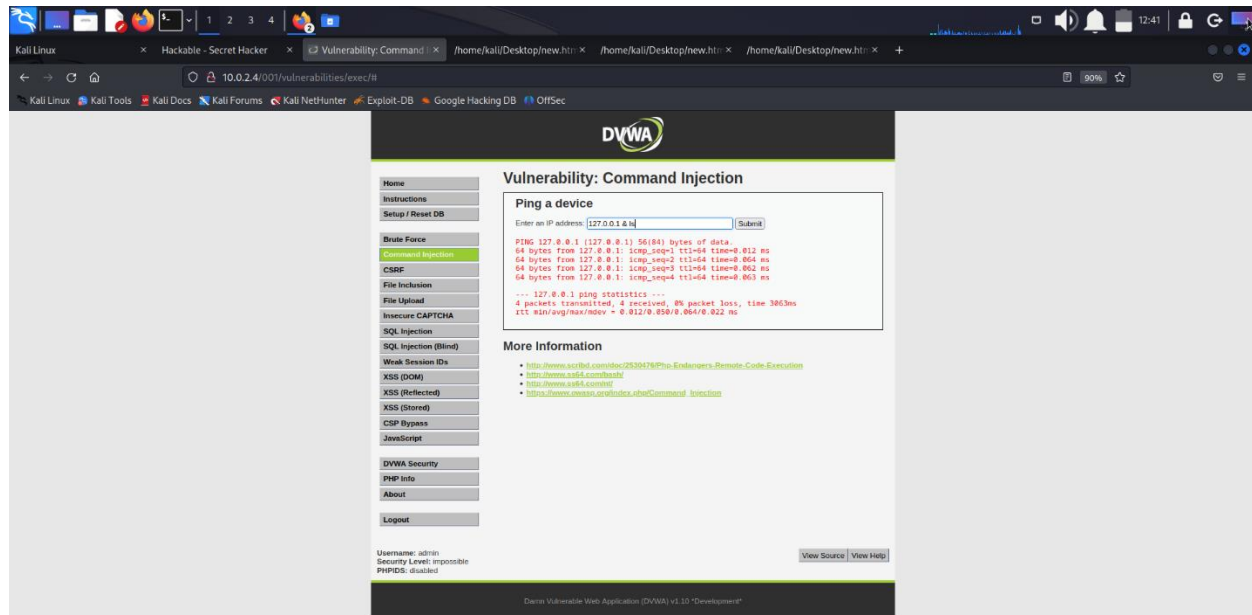 1 2 3 4
12:41
Kali Linux
Hackable - Secret Hacker
Vulnerability: Command I
/home/kali/Desktop/new.htm
/home/kali/Desktop/new.htm
/home/kali/Desktop/new.htm
10.0.2.4/001/vulnerabilities/exec/#
90%
Kali Linux Kali Tools Kali Docs Kali Forums Kali NetHunter Exploit-DB Google Hacking DB OffSec
DVWA
Home
Instructions
Setup / Reset DB
Brute Force
Command Injection
CSRF
File Inclusion
File Upload
Insecure CAPTCHA
SQL Injection
SQL Injection (Blind)
Weak Session IDs
XSS (DOM)
XSS (Reflected)
XSS (Stored)
CSP Bypass
JavaScript
DVWA Security
PHP Info
About
Logout
Vulnerability: Command Injection
Ping a device
Enter an IP address: 127.0.0.1 & ls Submit
PING 127.0.0.1 (127.0.0.1) 56(84) bytes of data.
64 bytes from 127.0.0.1: icmp_seq=1 ttl=64 time=0.012 ms
64 bytes from 127.0.0.1: icmp_seq=2 ttl=64 time=0.064 ms
64 bytes from 127.0.0.1: icmp_seq=3 ttl=64 time=0.062 ms
64 bytes from 127.0.0.1: icmp_seq=4 ttl=64 time=0.063 ms
--- 127.0.0.1 ping statistics ---
4 packets transmitted, 4 received, 0% packet loss, time 3063ms
rtt min/avg/max/mdev = 0.012/0.050/0.064/0.022 ms
More Information
http://www.scribd.com/doc/2530476/Php-Endangers-Remote-Code-Execution
http://www.ss64.com/bash/
http://www.ss64.com/nt/
https://www.owasp.org/index.php/Command_Injection
Username: admin
Security Level: impossible
PHPIDS: disabled
View Source View Help
Damn Vulnerable Web Application (DVWA) v1.10 *Development*